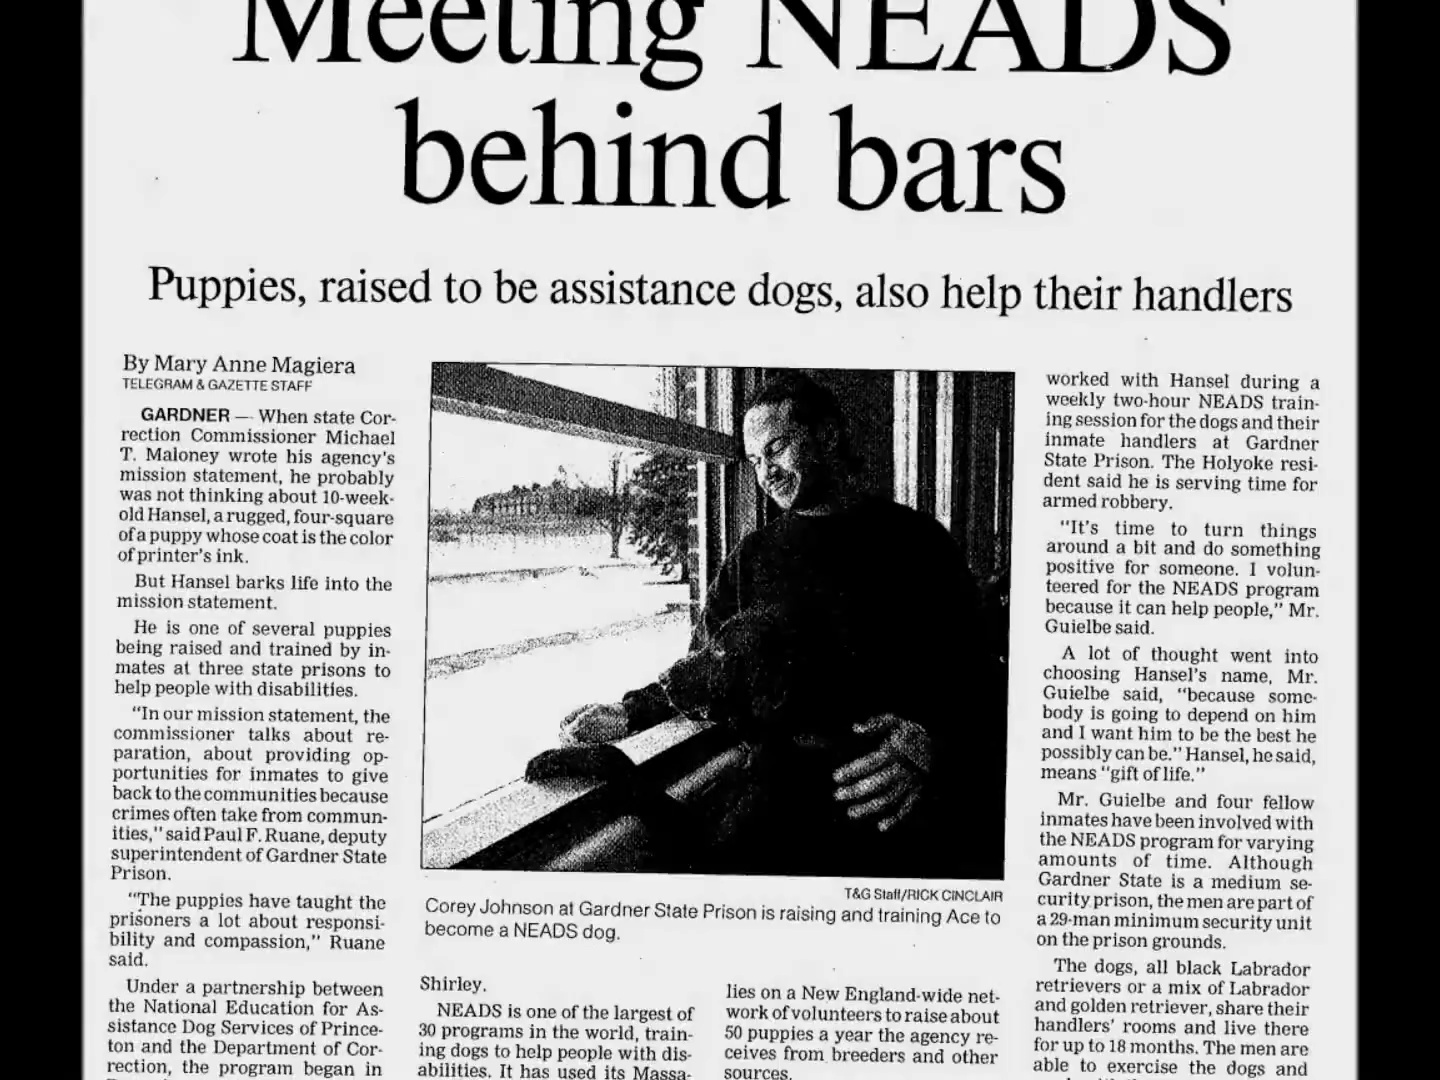 Meeting NEADS
behind bars
Puppies, raised to be assistance dogs, also help their handlers
By Mary Anne Magiera
TELEGRAM & GAZETTE STAFF
GARDNER — When state Cor-
rection Commissioner Michael
T. Maloney wrote his agency's
mission statement, he probably
was not thinking about 10-week-
old Hansel, a rugged, four-square
of a puppy whose coat is the color
of printer's ink.
But Hansel barks life into the
mission statement.
He is one of several puppies
being raised and trained by in-
mates at three state prisons to
help people with disabilities.
"In our mission statement, the
commissioner talks about re-
paration, about providing op-
portunities for inmates to give
back to the communities because
crimes often take from commun-
ities," said Paul F. Ruane, deputy
superintendent of Gardner State
Prison.
"The puppies have taught the
prisoners a lot about responsi-
bility and compassion," Ruane
said.
Under a partnership between
the National Education for As-
sistance Dog Services of Prince-
ton and the Department of Cor-
rection, the program began in
T&G Staff/RICK CINCLAIR
Corey Johnson at Gardner State Prison is raising and training Ace to
become a NEADS dog.
Shirley.
NEADS is one of the largest of
30 programs in the world, train-
ing dogs to help people with dis-
abilities. It has used its Massa-
lies on a New England-wide net-
work of volunteers to raise about
50 puppies a year the agency re-
ceives from breeders and other
sources.
worked with Hansel during a
weekly two-hour NEADS train-
ing session for the dogs and their
inmate handlers at Gardner
State Prison. The Holyoke resi-
dent said he is serving time for
armed robbery.
"It's time to turn things
around a bit and do something
positive for someone. I volun-
teered for the NEADS program
because it can help people," Mr.
Guielbe said.
A lot of thought went into
choosing Hansel's name, Mr.
Guielbe said, "because some-
body is going to depend on him
and I want him to be the best he
possibly can be." Hansel, he said,
means "gift of life."
Mr. Guielbe and four fellow
inmates have been involved with
the NEADS program for varying
amounts of time. Although
Gardner State is a medium se-
curity prison, the men are part of
a 29-man minimum security unit
on the prison grounds.
The dogs, all black Labrador
retrievers or a mix of Labrador
and golden retriever, share their
handlers' rooms and live there
for up to 18 months. The men are
able to exercise the dogs and